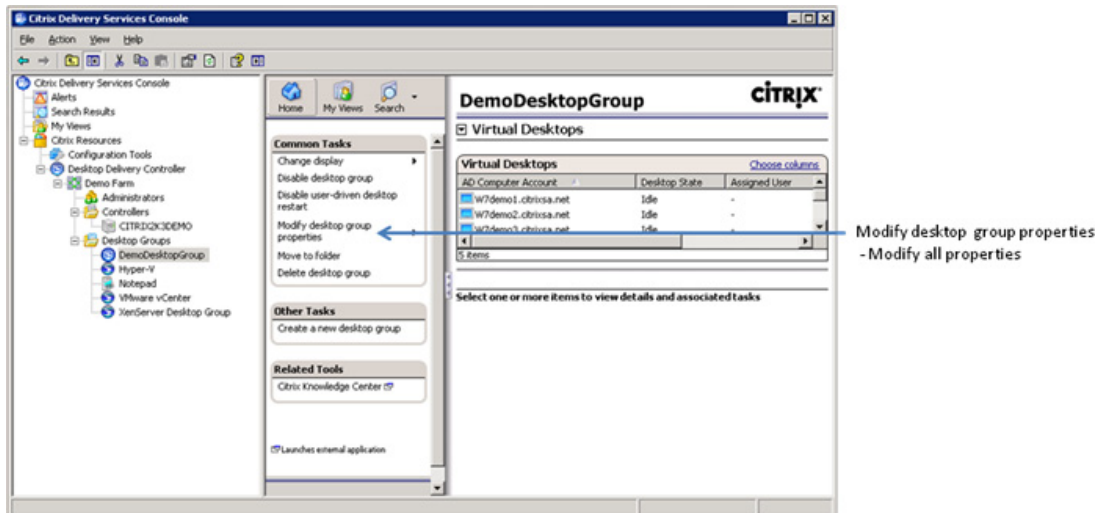 Citrix Delivery Services Console
File Action View Help
Citrix Delivery Services Console
Alerts
Search Results
My Views
Citrix Resources
Configuration Tools
Desktop Delivery Controller
Demo Farm
Administrators
Controllers
CITRIX2K3DEMO
Desktop Groups
DemoDesktopGroup
Hyper-V
Notepad
VMware vCenter
XenServer Desktop Group
Home My Views Search
Common Tasks
Change display
Disable desktop group
Disable user-driven desktop
restart
Modify desktop group
properties
Move to folder
Delete desktop group
Other Tasks
Create a new desktop group
Related Tools
Citrix Knowledge Center
Launches external application
DemoDesktopGroup
CITRIX
Virtual Desktops
Virtual Desktops Choose columns
AD Computer Account Desktop State Assigned User
W7demo1.citrixsa.net Idle -
W7demo2.citrixsa.net Idle -
W7demo3.citrixsa.net Idle -
5 items
Select one or more items to view details and associated tasks
Modify desktop group properties
- Modify all properties